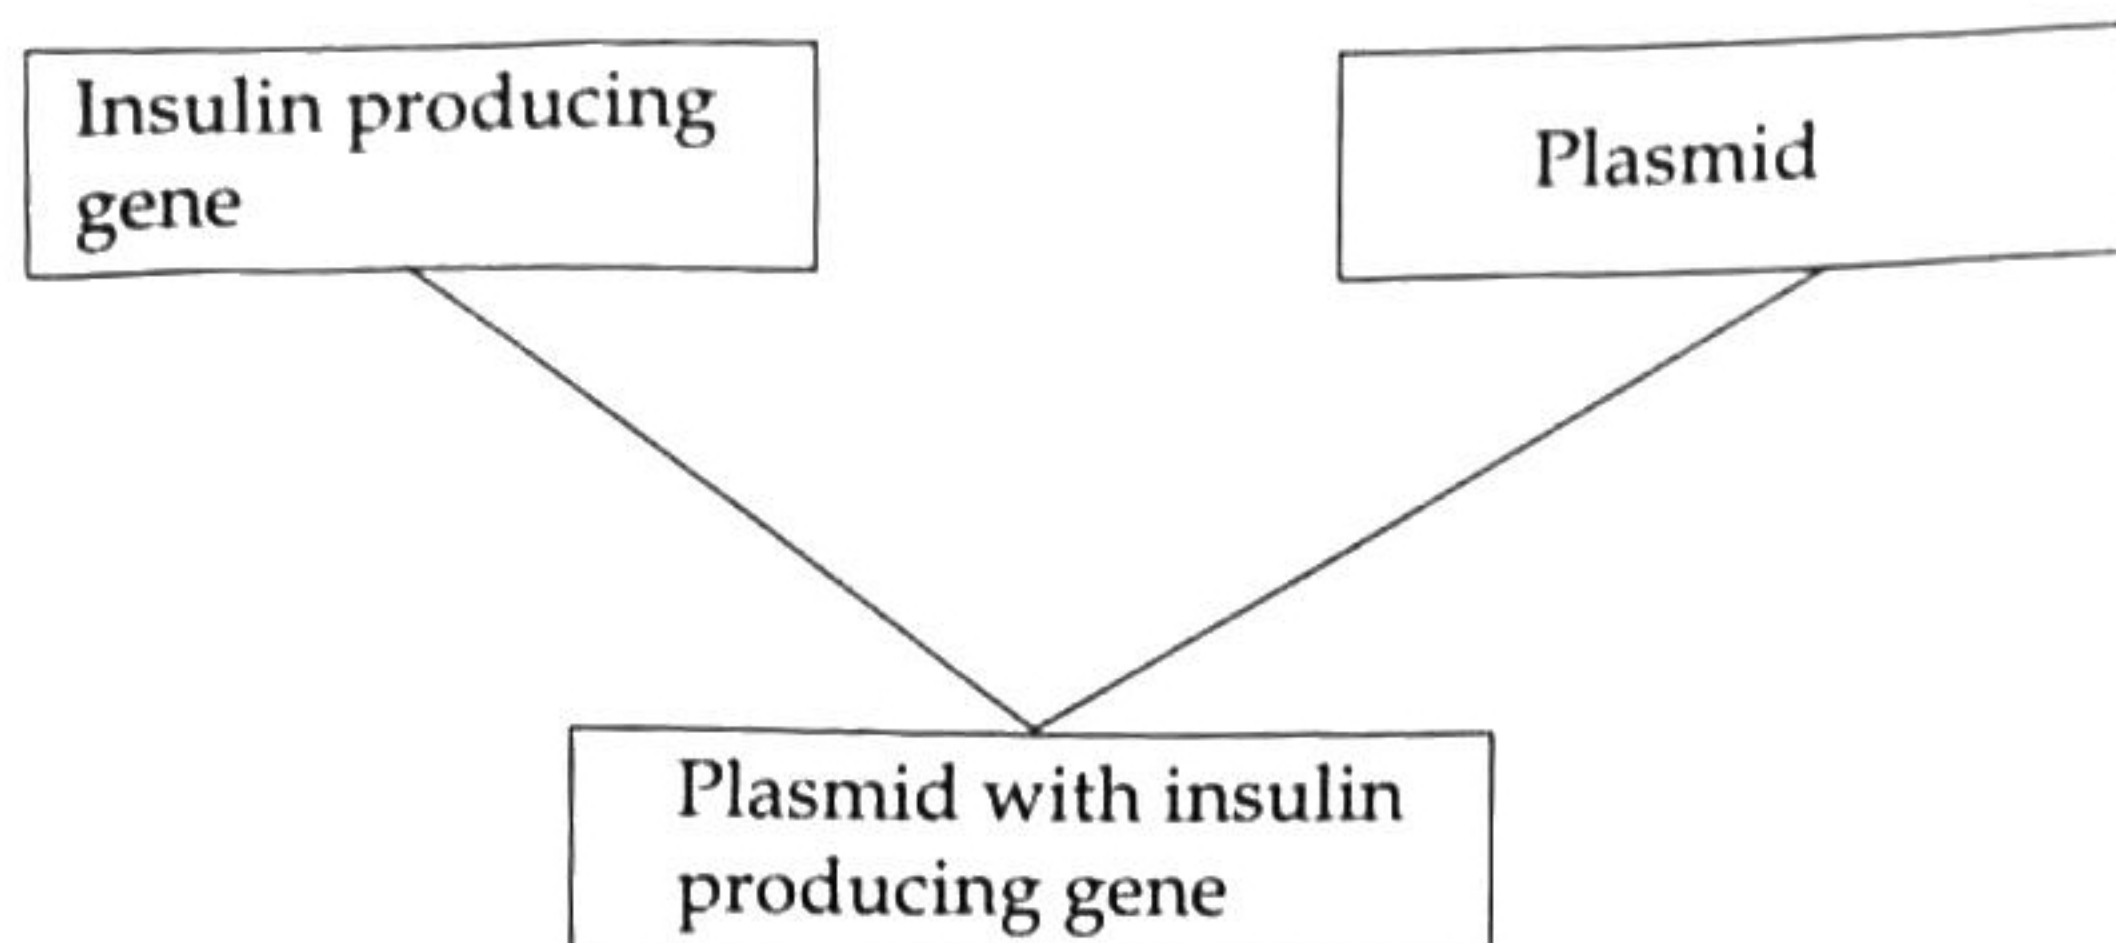 Insulin producing
gene
Plasmid
Plasmid with insulin
producing gene